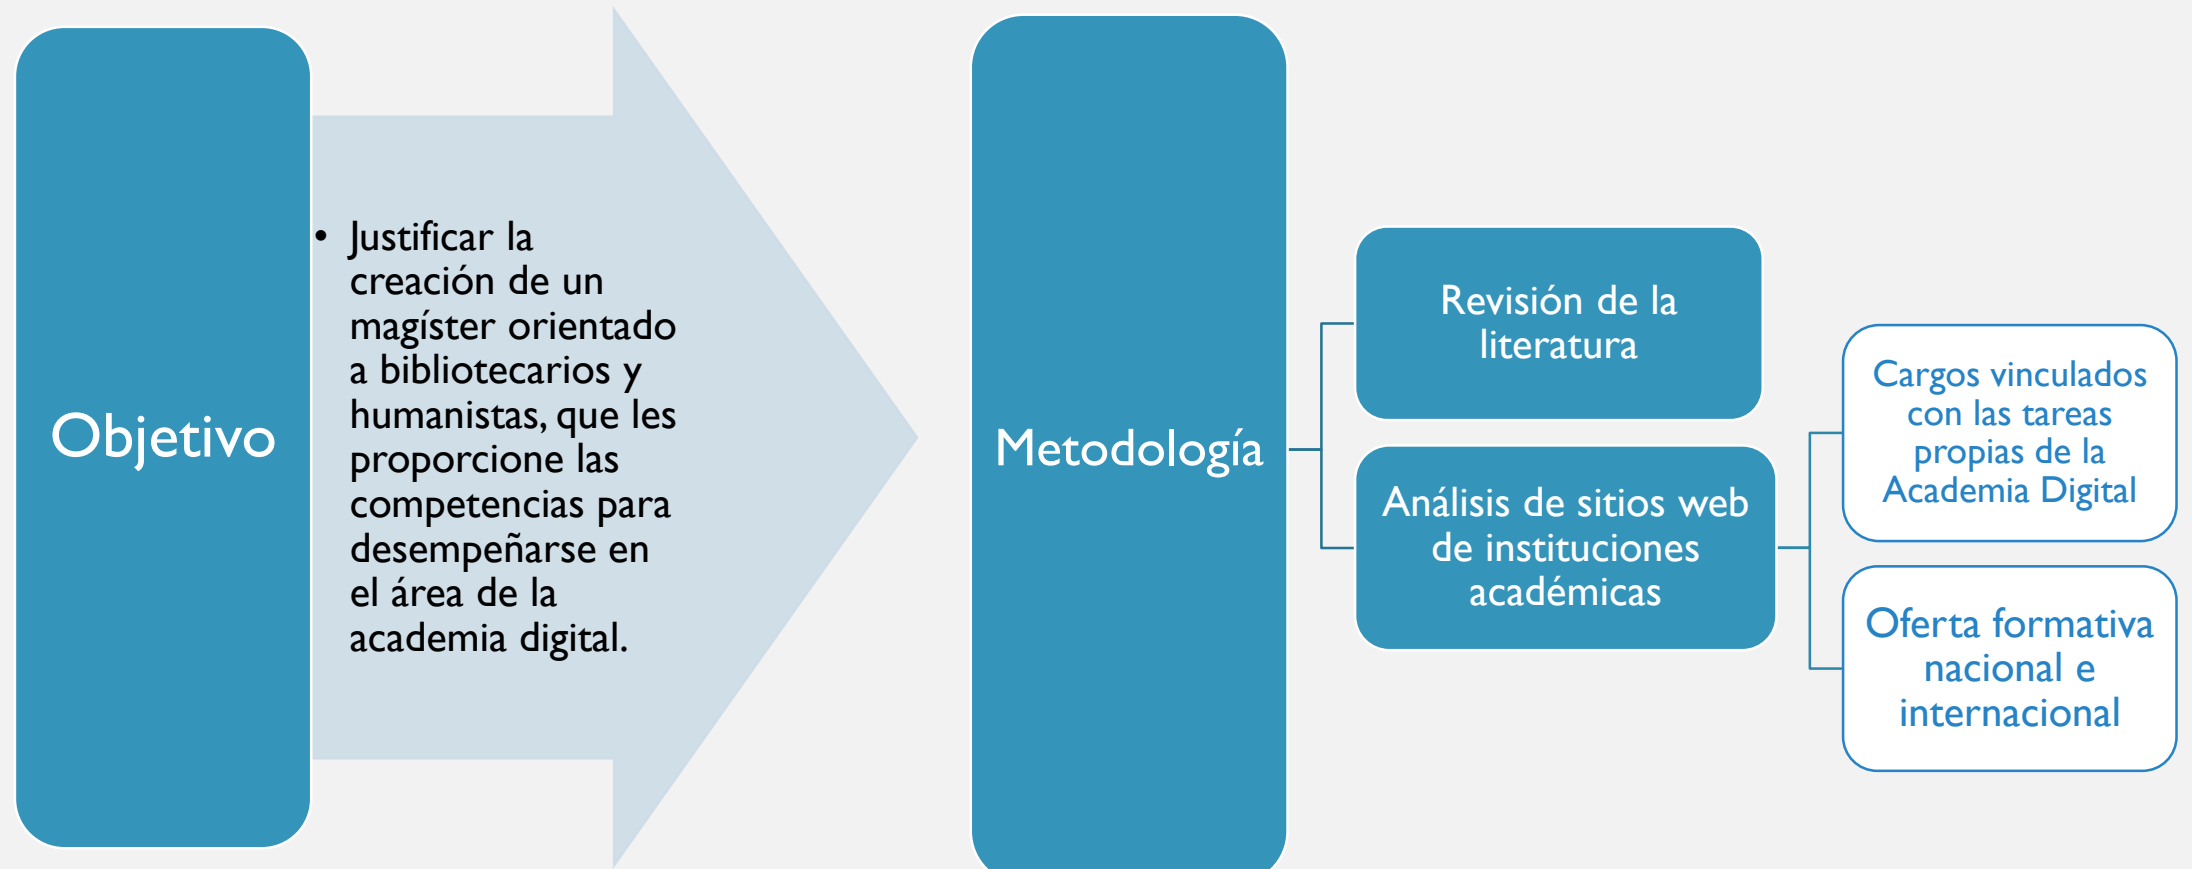 Objetivo
• Justificar la
creación de un
magíster orientado
a bibliotecarios y
humanistas, que les
proporcione las
competencias para
desempeñarse en
el área de la
academia digital.
Metodología
Revisión de la
literatura
Análisis de sitios web
de instituciones
académicas
Cargos vinculados
con las tareas
propias de la
Academia Digital
Oferta formativa
nacional e
internacional